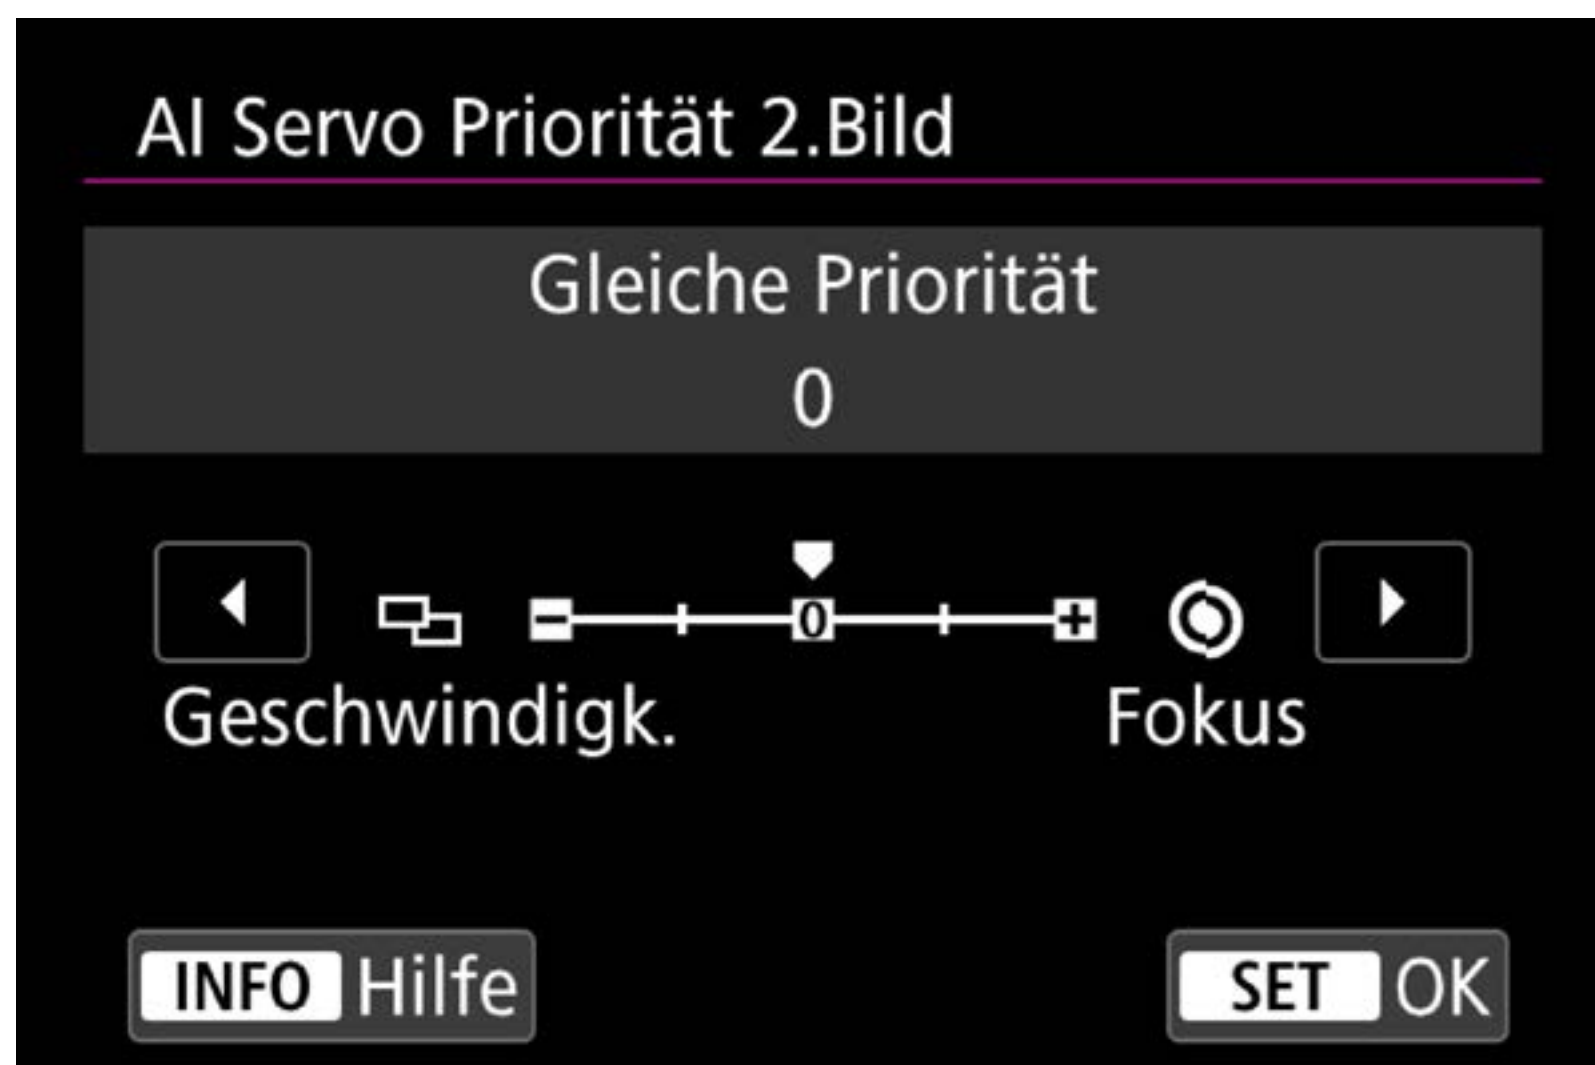 AI Servo Priorität 2.Bild
Gleiche Priorität
0
- 0 +
Geschwindigk. Fokus
INFO Hilfe SET OK